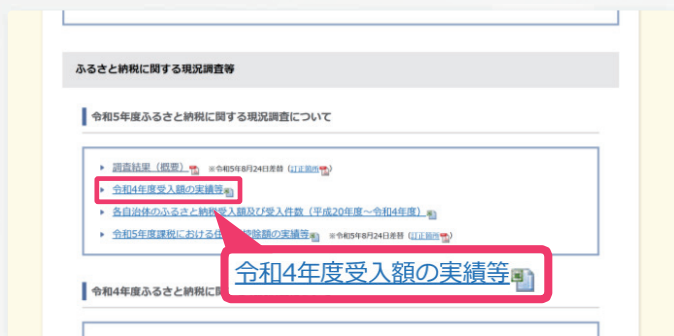 ふるさと納税に関する現況調査等
令和5年度ふるさと納税に関する現況調査について
調査結果（概要） ※令和5年8月24日差替（訂正箇所）
令和4年度受入額の実績等
各自治体のふるさと納税受入額及び受入件数（平成20年度～令和4年度）
令和5年度課税における住 控除額の実績等 ※令和5年8月24日差替（訂正箇所）
令和4年度受入額の実績等
令和4年度ふるさと納税に関